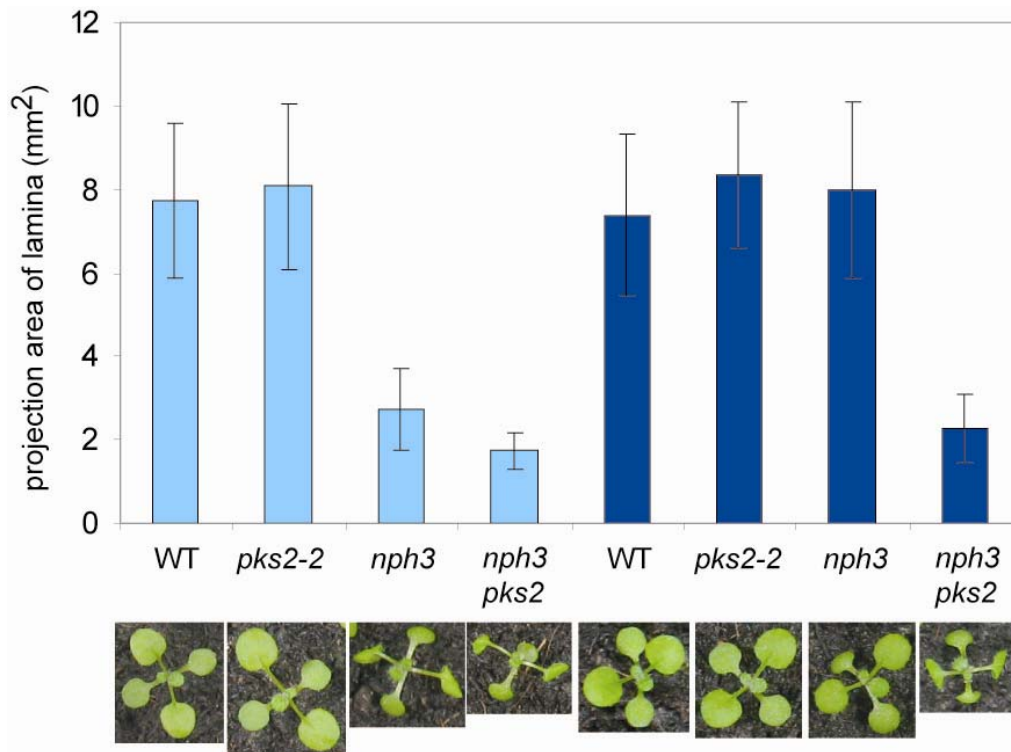 projection area of lamina (mm²)
12
10
8
6
4
2
0
WT
pks2-2
nph3
nph3
pks2
WT
pks2-2
nph3
nph3
pks2